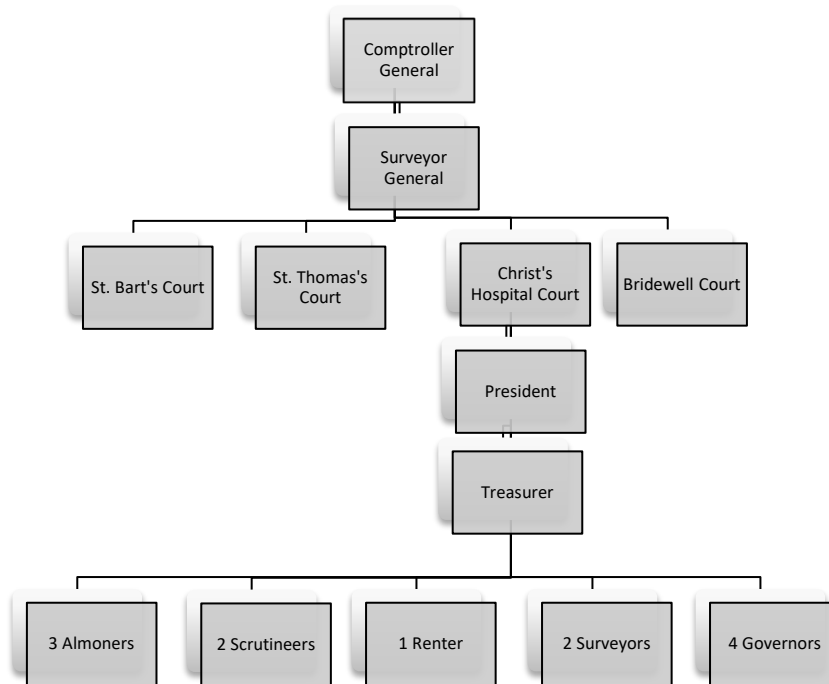 Comptroller
General
Surveyor
General
St. Bart's Court
St. Thomas's
Court
Christ's
Hospital Court
Bridewell Court
President
Treasurer
3 Almoners
2 Scrutineers
1 Renter
2 Surveyors
4 Governors